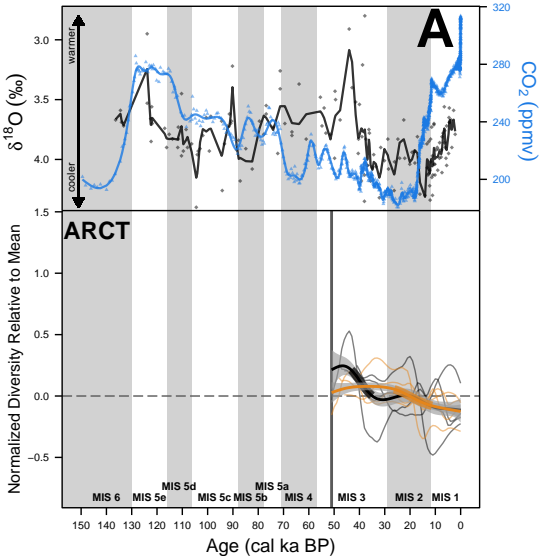 A
warmer
cooler
δ¹⁸O (‰)
3.0
3.5
4.0
CO₂ (ppmv)
320
280
240
200
ARCT
Normalized Diversity Relative to Mean
1.5
1.0
0.5
0.0
−0.5
MIS 5d MIS 5a
MIS 6 MIS 5e MIS 5c MIS 5b MIS 4 MIS 3 MIS 2 MIS 1
150 140 130 120 110 100 90 80 70 60 50 40 30 20 10 0
Age (cal ka BP)